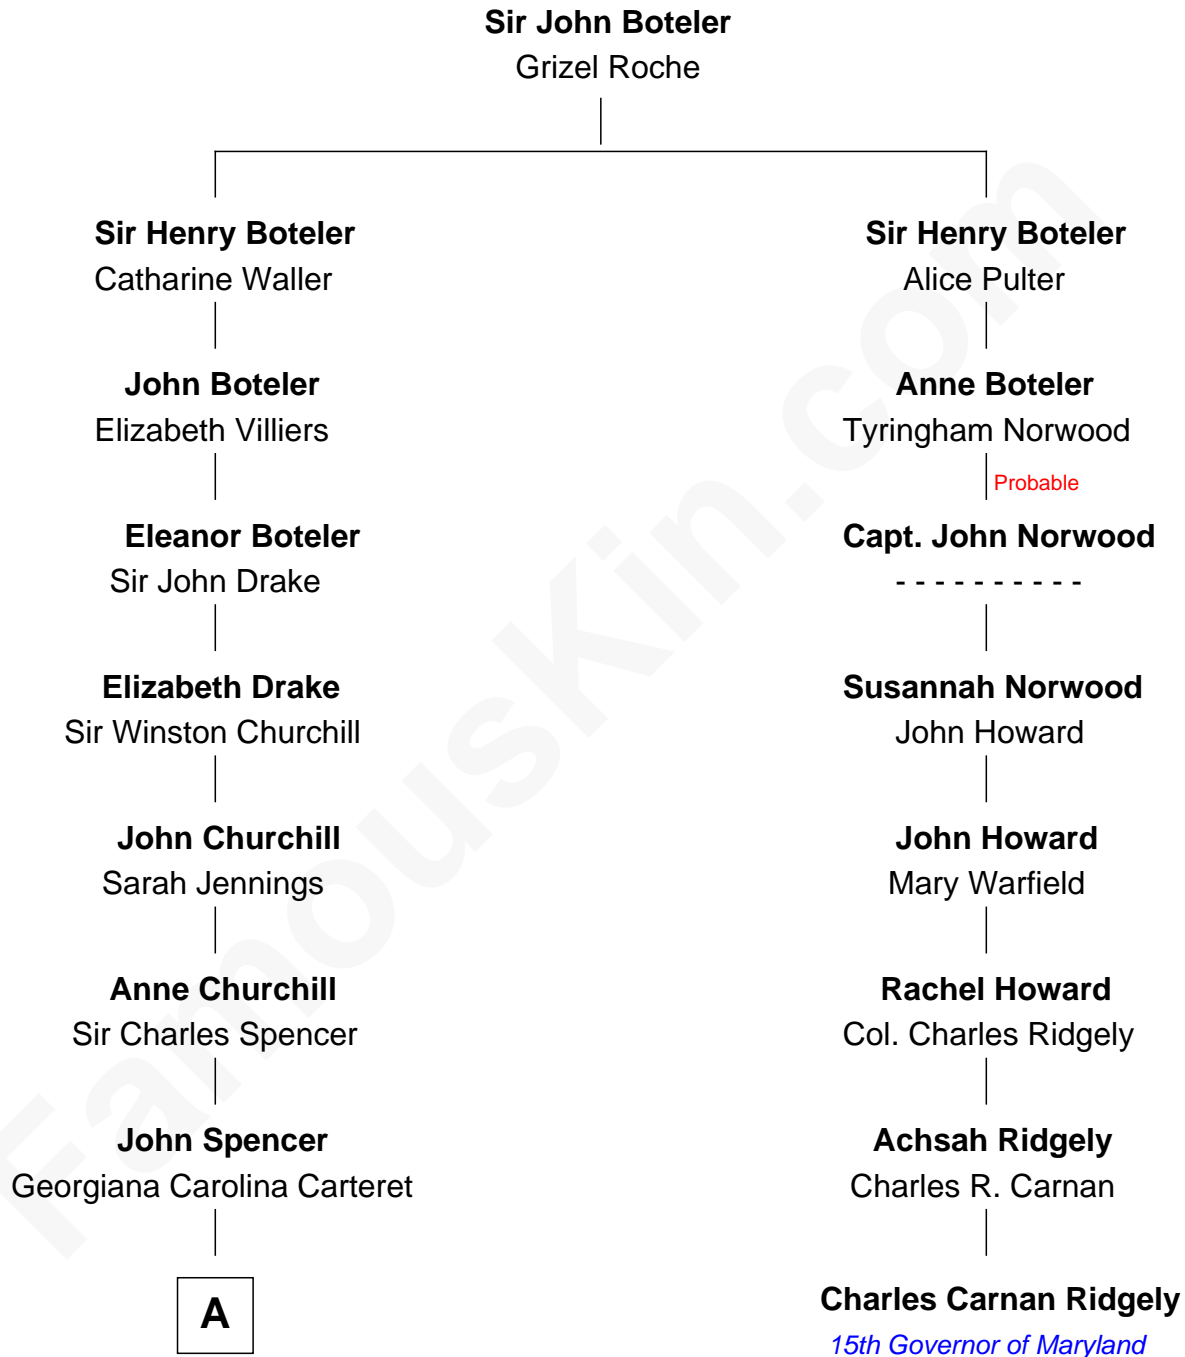 Sir John Boteler
Grizel Roche
Sir Henry Boteler
Catharine Waller
John Boteler
Elizabeth Villiers
Eleanor Boteler
Sir John Drake
Elizabeth Drake
Sir Winston Churchill
John Churchill
Sarah Jennings
Anne Churchill
Sir Charles Spencer
John Spencer
Georgiana Carolina Carteret
A
Sir Henry Boteler
Alice Pulter
Anne Boteler
Tyringham Norwood
Probable
Capt. John Norwood
- - - - - - - - - -
Susannah Norwood
John Howard
John Howard
Mary Warfield
Rachel Howard
Col. Charles Ridgely
Achsah Ridgely
Charles R. Carnan
Charles Carnan Ridgely
15th Governor of Maryland
FamousKin.com